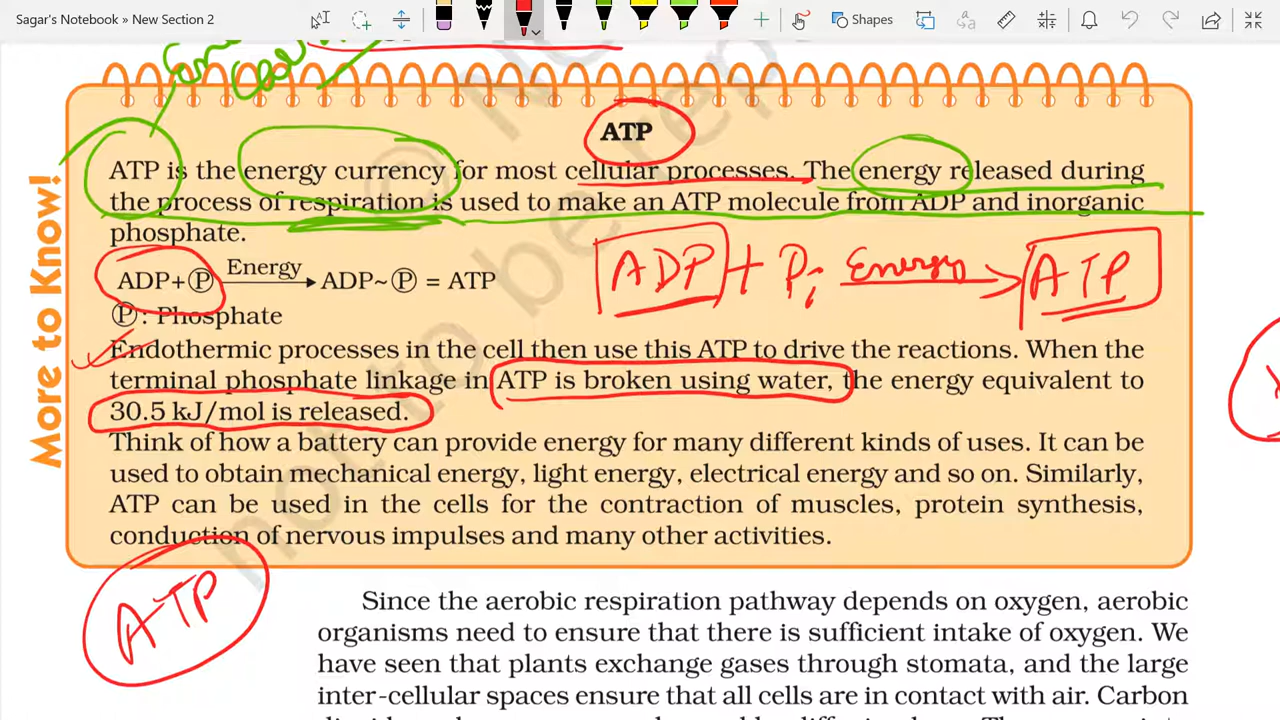 Sagar's Notebook » New Section 2
Shapes
ATP
ATP is the energy currency for most cellular processes. The energy released during
the process of respiration is used to make an ATP molecule from ADP and inorganic
phosphate.
ADP+Ⓟ Energy ADP~Ⓟ = ATP
ADP + Pi Energy ATP
Ⓟ: Phosphate
Endothermic processes in the cell then use this ATP to drive the reactions. When the
terminal phosphate linkage in ATP is broken using water, the energy equivalent to
30.5 kJ/mol is released.
Think of how a battery can provide energy for many different kinds of uses. It can be
used to obtain mechanical energy, light energy, electrical energy and so on. Similarly,
ATP can be used in the cells for the contraction of muscles, protein synthesis,
conduction of nervous impulses and many other activities.
More to Know!
ATP
Since the aerobic respiration pathway depends on oxygen, aerobic
organisms need to ensure that there is sufficient intake of oxygen. We
have seen that plants exchange gases through stomata, and the large
inter-cellular spaces ensure that all cells are in contact with air. Carbon
not to be rep